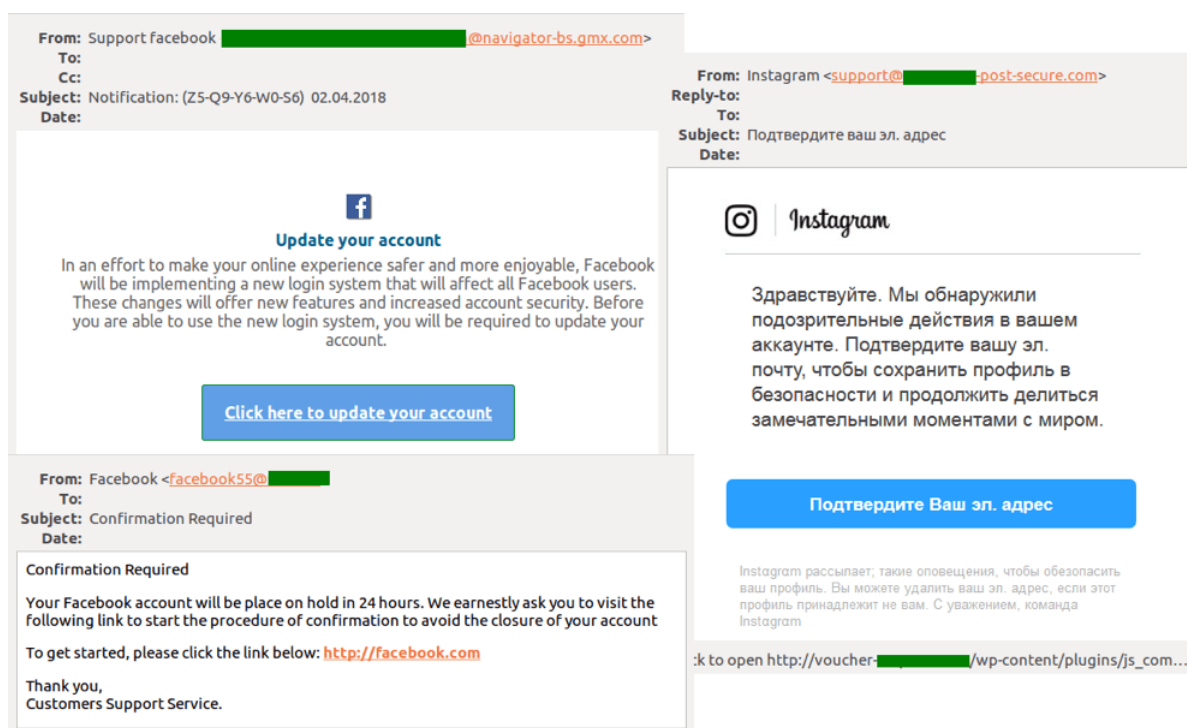 From: Support facebook @navigator-bs.gmx.com>
To:
Cc:
Subject: Notification: (Z5-Q9-Y6-W0-S6) 02.04.2018
Date:
Update your account
In an effort to make your online experience safer and more enjoyable, Facebook
will be implementing a new login system that will affect all Facebook users.
These changes will offer new features and increased account security. Before
you are able to use the new login system, you will be required to update your
account.
Click here to update your account
From: Instagram <support@ -post-secure.com>
Reply-to:
To:
Subject: Подтвердите ваш эл. адрес
Date:
Instagram
Здравствуйте. Мы обнаружили
подозрительные действия в вашем
аккаунте. Подтвердите вашу эл.
почту, чтобы сохранить профиль в
безопасности и продолжить делиться
замечательными моментами с миром.
Подтвердите Ваш эл. адрес
Instagram рассылает; такие оповещения, чтобы обезопасить
ваш профиль. Вы можете удалить ваш эл. адрес, если этот
профиль принадлежит не вам. С уважением, команда
Instagram
:k to open http://voucher- /wp-content/plugins/js_com...
From: Facebook <facebook55@
To:
Subject: Confirmation Required
Date:
Confirmation Required
Your Facebook account will be place on hold in 24 hours. We earnestly ask you to visit the
following link to start the procedure of confirmation to avoid the closure of your account
To get started, please click the link below: http://facebook.com
Thank you,
Customers Support Service.